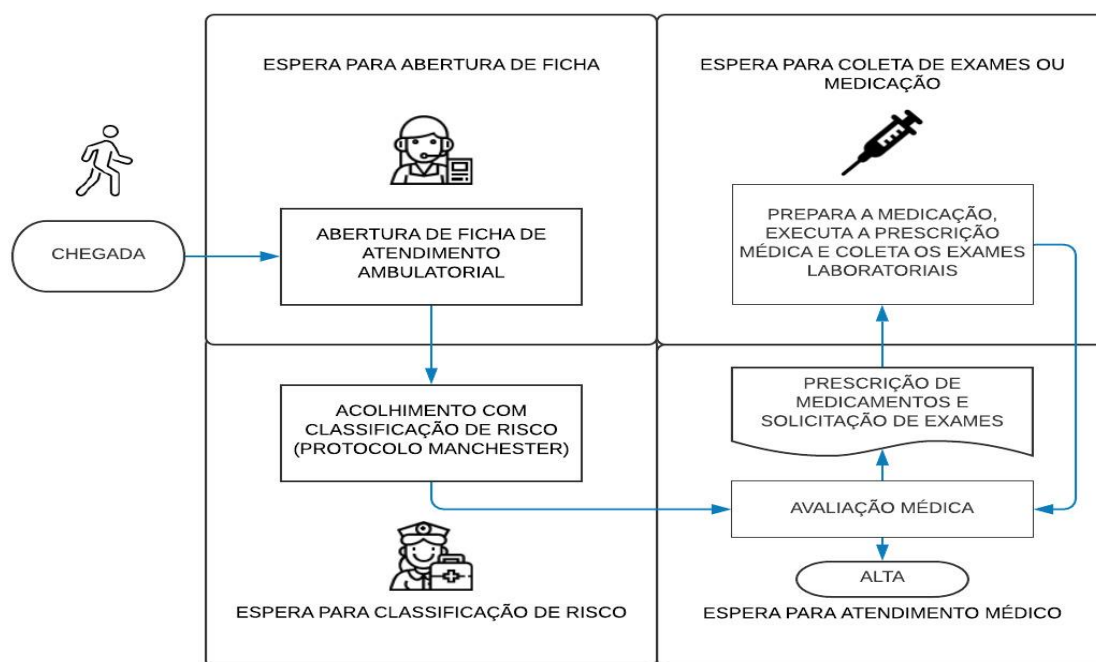 ESPERA PARA ABERTURA DE FICHA
CHEGADA
ABERTURA DE FICHA DE
ATENDIMENTO
AMBULATORIAL
ACOLHIMENTO COM
CLASSIFICAÇÃO DE RISCO
(PROTOCOLO MANCHESTER)
ESPERA PARA CLASSIFICAÇÃO DE RISCO
ESPERA PARA COLETA DE EXAMES OU
MEDICAÇÃO
PREPARA A MEDICAÇÃO,
EXECUTA A PRESCRIÇÃO
MÉDICA E COLETA OS EXAMES
LABORATORIAIS
PRESCRIÇÃO DE
MEDICAMENTOS E
SOLICITAÇÃO DE EXAMES
AVALIAÇÃO MÉDICA
ALTA
ESPERA PARA ATENDIMENTO MÉDICO